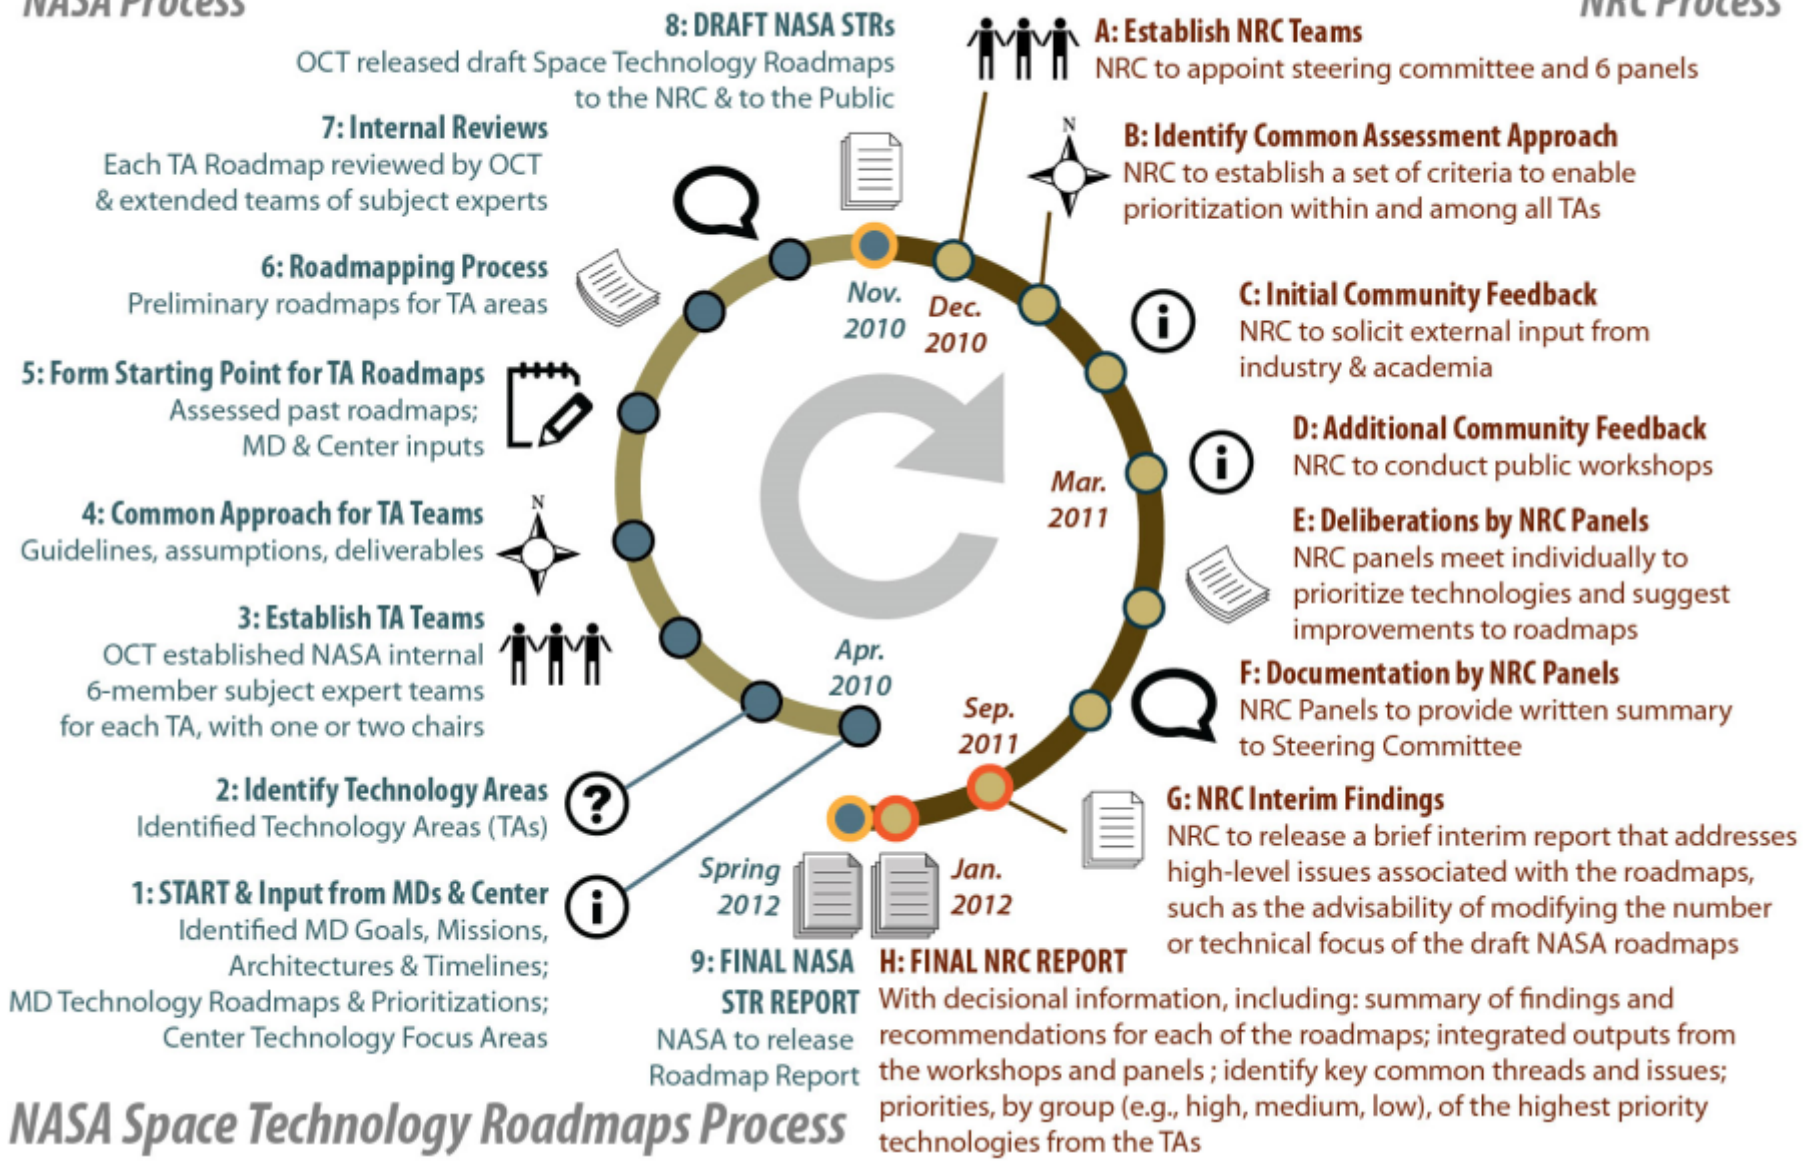 NASA Process
NRC Process
8: DRAFT NASA STRs
OCT released draft Space Technology Roadmaps
to the NRC & to the Public
7: Internal Reviews
Each TA Roadmap reviewed by OCT
& extended teams of subject experts
6: Roadmapping Process
Preliminary roadmaps for TA areas
5: Form Starting Point for TA Roadmaps
Assessed past roadmaps;
MD & Center inputs
N
4: Common Approach for TA Teams
Guidelines, assumptions, deliverables
3: Establish TA Teams
OCT established NASA internal
6-member subject expert teams
for each TA, with one or two chairs
2: Identify Technology Areas
Identified Technology Areas (TAs)
?
1: START & Input from MDs & Center
Identified MD Goals, Missions,
Architectures & Timelines;
MD Technology Roadmaps & Prioritizations;
Center Technology Focus Areas
i
A: Establish NRC Teams
NRC to appoint steering committee and 6 panels
N
B: Identify Common Assessment Approach
NRC to establish a set of criteria to enable
prioritization within and among all TAs
i
C: Initial Community Feedback
NRC to solicit external input from
industry & academia
i
D: Additional Community Feedback
NRC to conduct public workshops
E: Deliberations by NRC Panels
NRC panels meet individually to
prioritize technologies and suggest
improvements to roadmaps
F: Documentation by NRC Panels
NRC Panels to provide written summary
to Steering Committee
G: NRC Interim Findings
NRC to release a brief interim report that addresses
high-level issues associated with the roadmaps,
such as the advisability of modifying the number
or technical focus of the draft NASA roadmaps
Nov.
2010
Dec.
2010
Mar.
2011
Apr.
2010
Sep.
2011
Spring
2012
Jan.
2012
9: FINAL NASA
STR REPORT
NASA to release
Roadmap Report
H: FINAL NRC REPORT
With decisional information, including: summary of findings and
recommendations for each of the roadmaps; integrated outputs from
the workshops and panels ; identify key common threads and issues;
priorities, by group (e.g., high, medium, low), of the highest priority
technologies from the TAs
NASA Space Technology Roadmaps Process